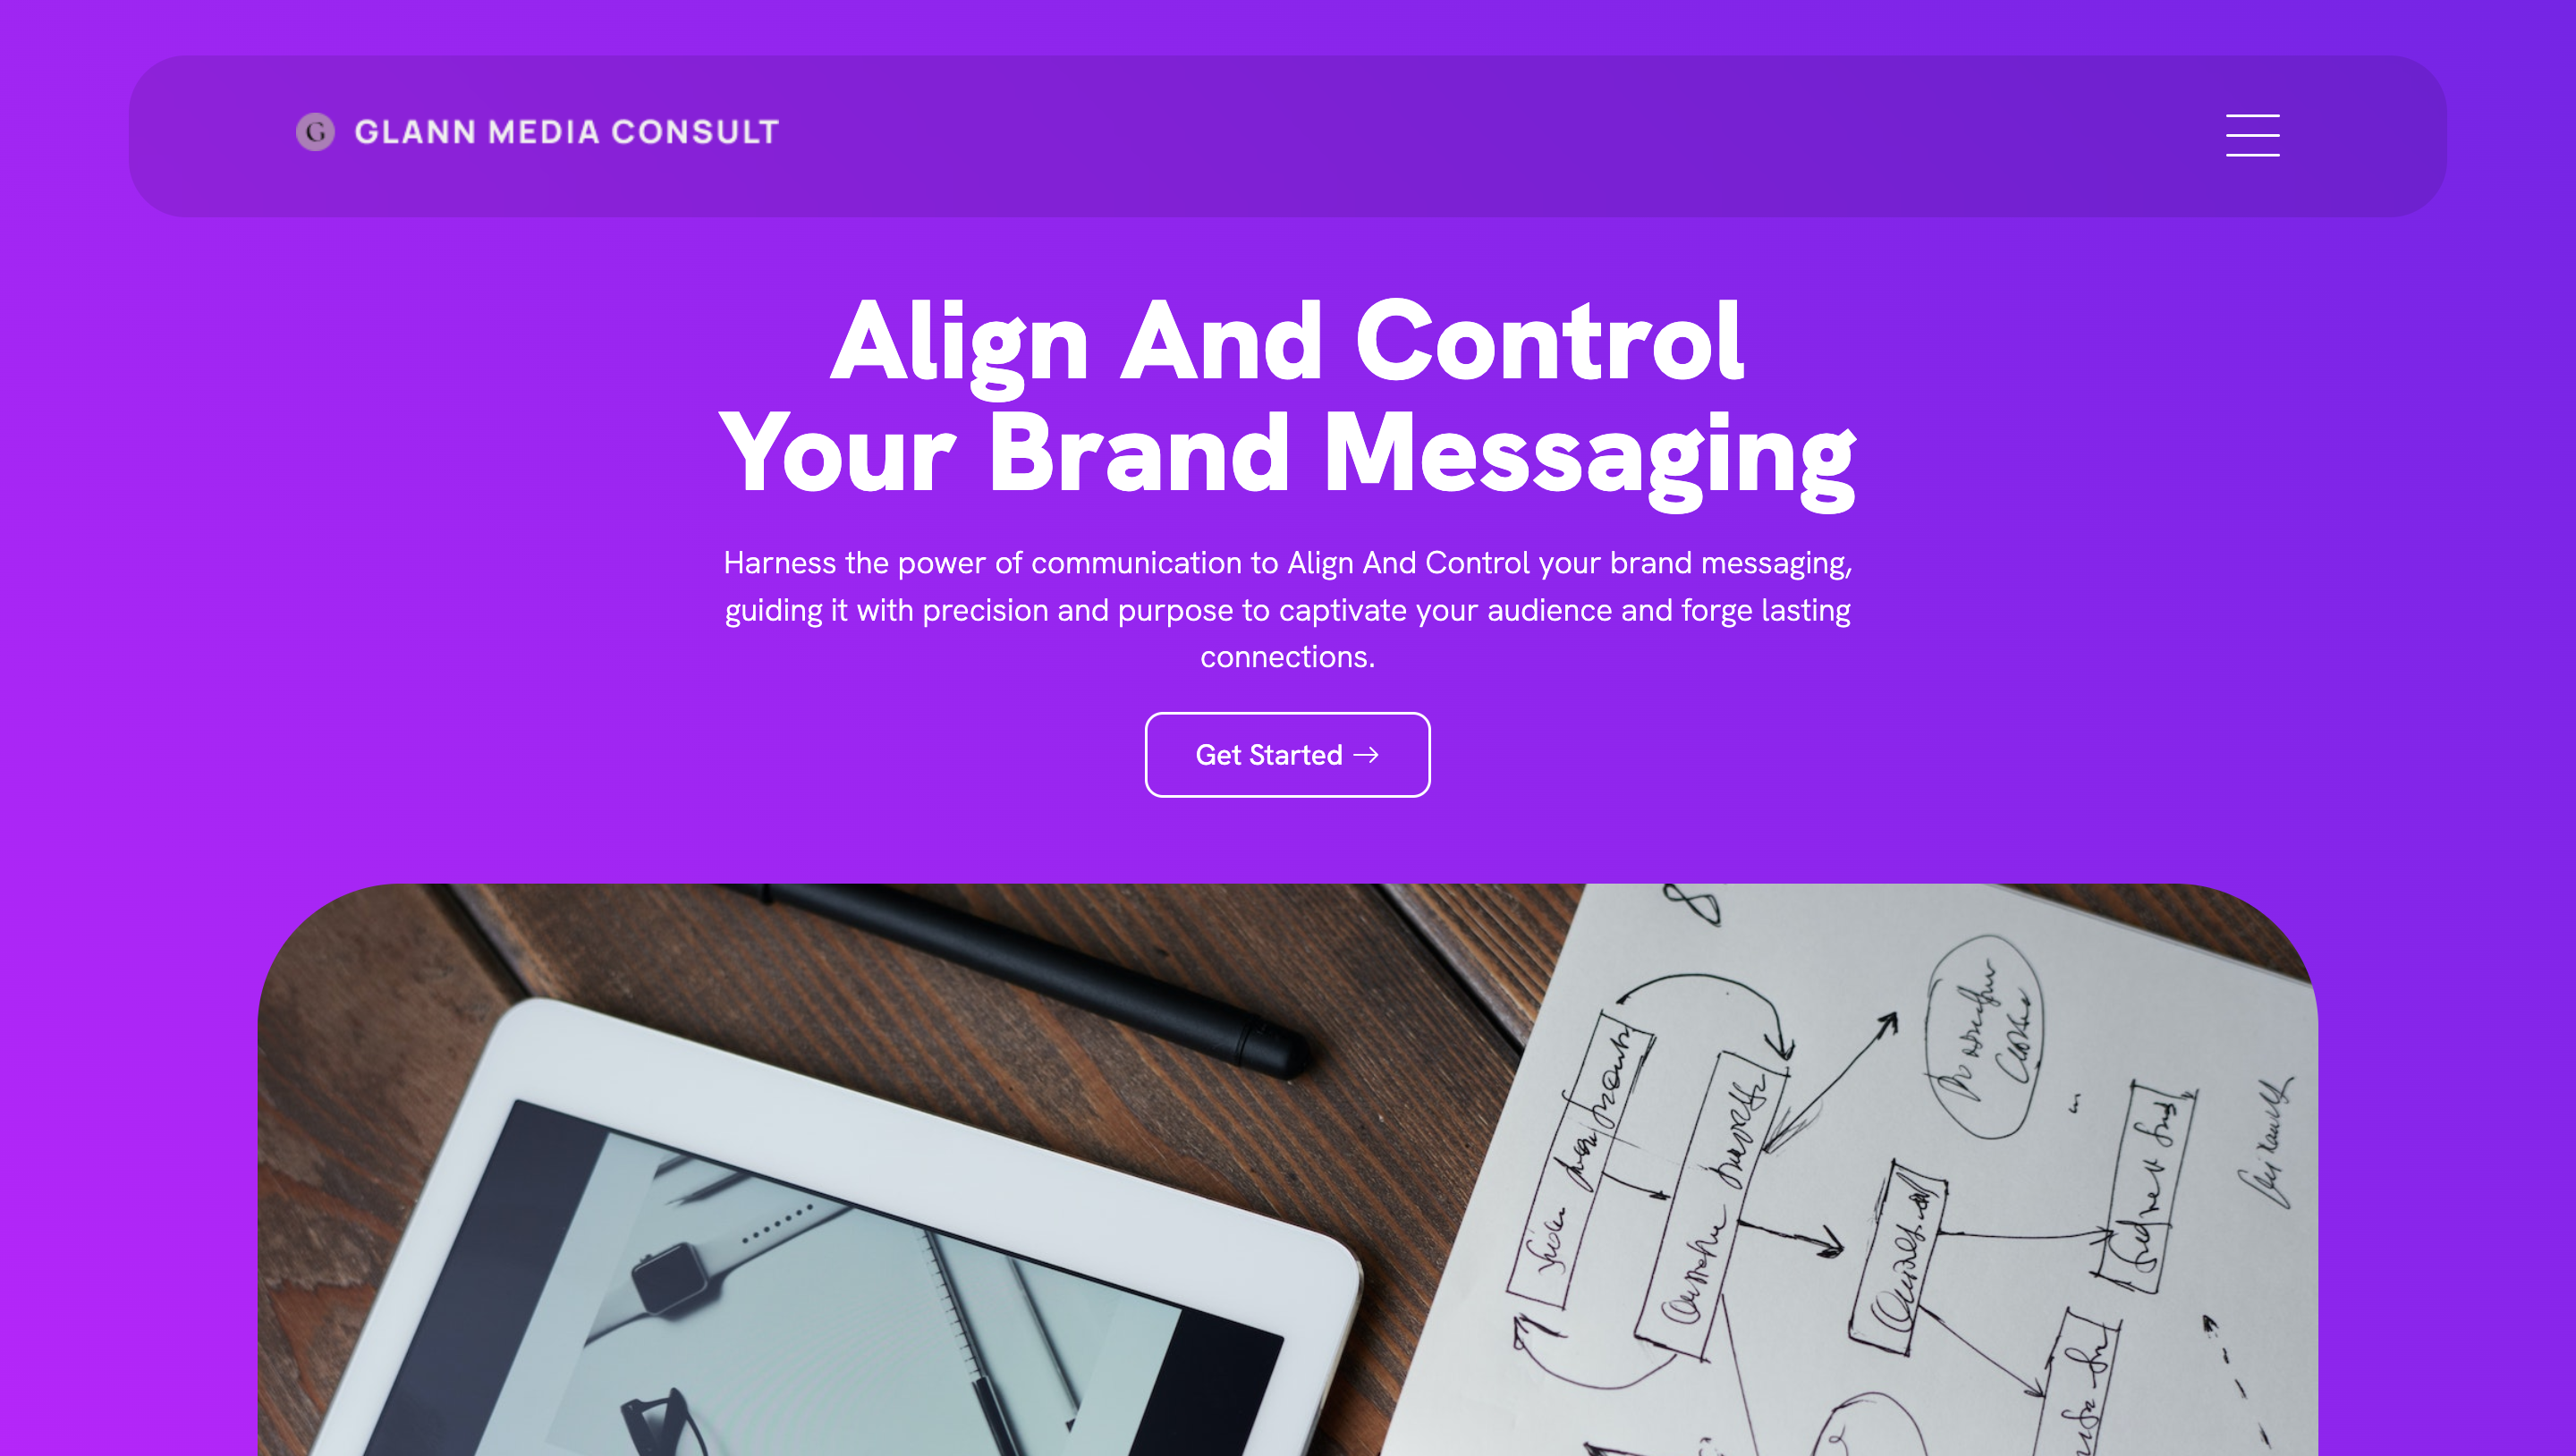 G GLANN MEDIA CONSULT
Align And Control
Your Brand Messaging
Harness the power of communication to Align And Control your brand messaging,
guiding it with precision and purpose to captivate your audience and forge lasting
connections.
Get Started →
8